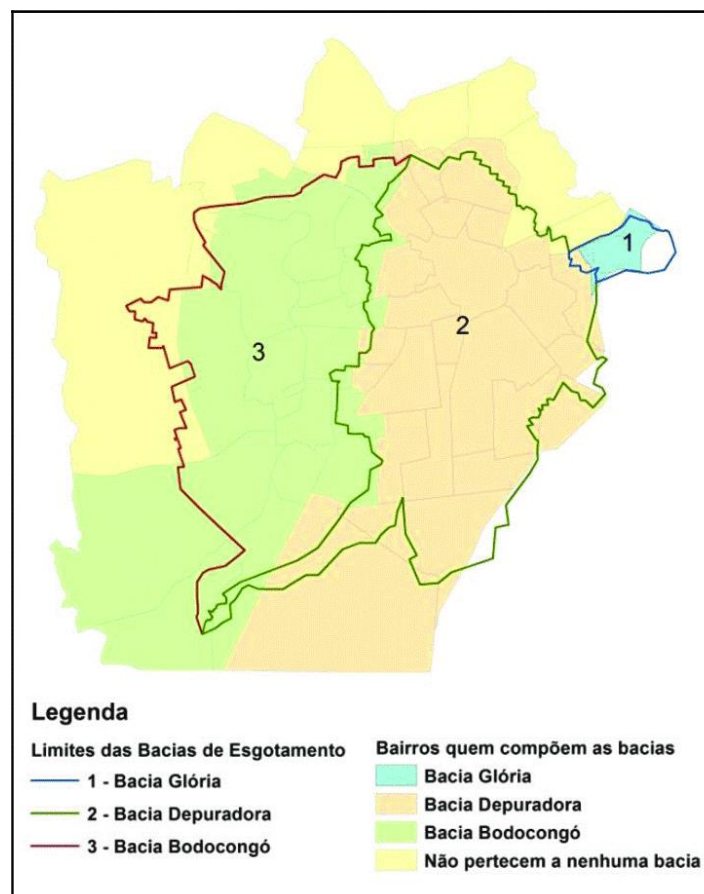 1
2
3
Legenda
Limites das Bacias de Esgotamento
1 - Bacia Glória
2 - Bacia Depuradora
3 - Bacia Bodocongó
Bairros quem compõem as bacias
Bacia Glória
Bacia Depuradora
Bacia Bodocongó
Não pertecem a nenhuma bacia